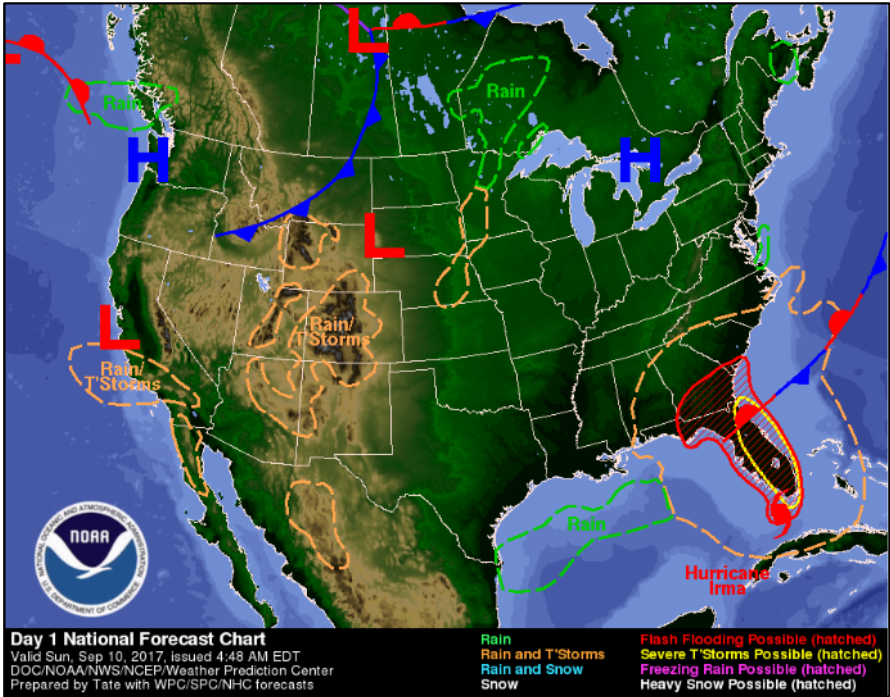 L
L
Rain
Rain
H
H
L
Rain/
T'Storms
L
Rain/
T'Storms
Rain
Hurricane
Irma
NATIONAL OCEANIC AND ATMOSPHERIC ADMINISTRATION
NOAA
U.S. DEPARTMENT OF COMMERCE
Day 1 National Forecast Chart
Valid Sun, Sep 10, 2017, issued 4:48 AM EDT
DOC/NOAA/NWS/NCEP/Weather Prediction Center
Prepared by Tate with WPC/SPC/NHC forecasts
Rain
Rain and T'Storms
Rain and Snow
Snow
Flash Flooding Possible (hatched)
Severe T'Storms Possible (hatched)
Freezing Rain Possible (hatched)
Heavy Snow Possible (hatched)